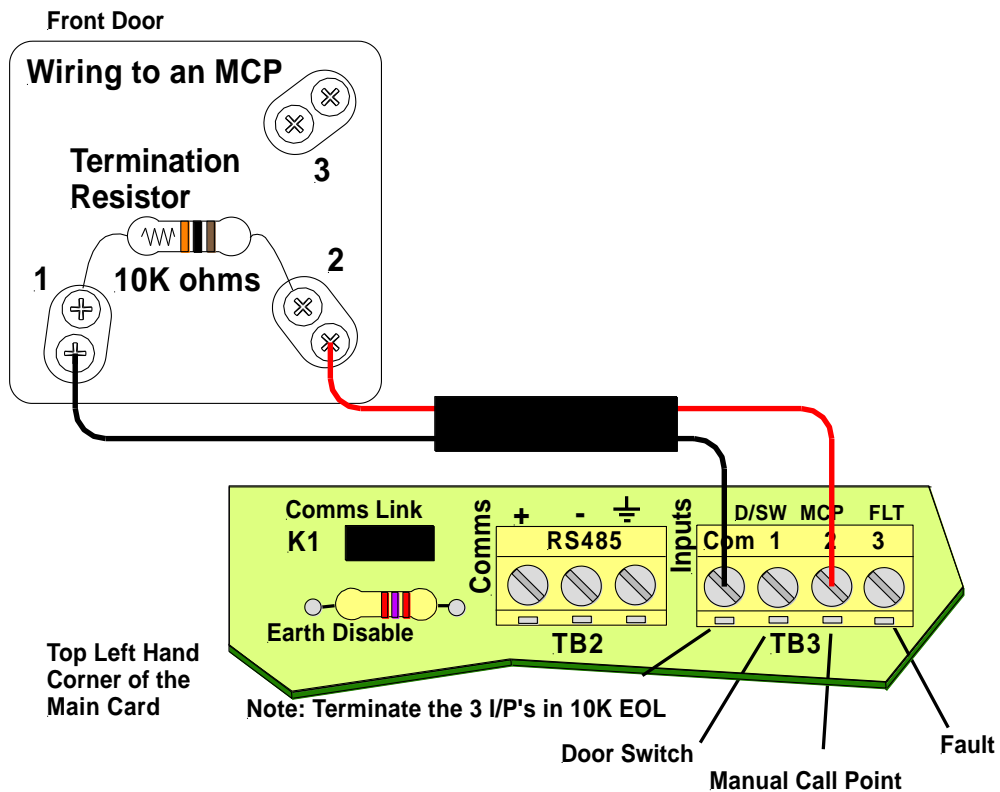 Front Door
Wiring to an MCP
3
Termination
Resistor
1
10K ohms
2
Comms Link
K1
Earth Disable
Comms
+ -
RS485
TB2
Inputs
D/SW MCP FLT
Com 1 2 3
TB3
Top Left Hand
Corner of the
Main Card
Note: Terminate the 3 I/P's in 10K EOL
Door Switch
Manual Call Point
Fault